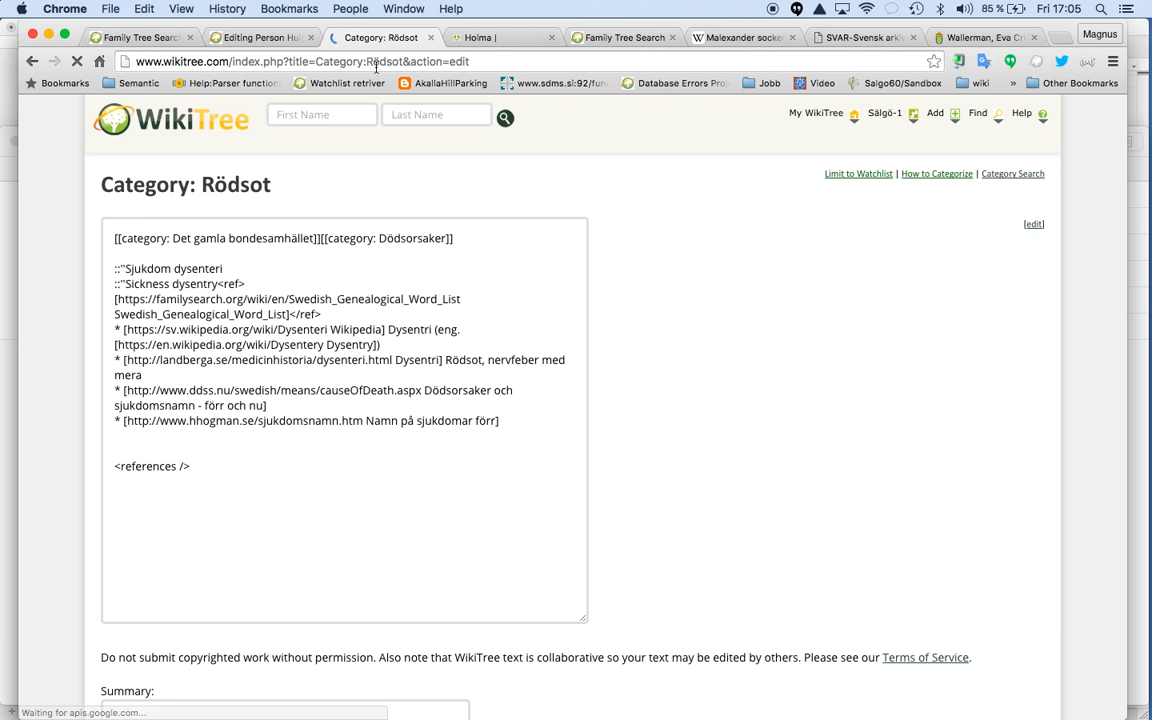 Chrome File Edit View History Bookmarks People Window Help 85 % Fri 17:05
Family Tree Searc Editing Person Hu Category: Rödsot Holma | Family Tree Search Malexander socke SVAR-Svensk arki Wallerman, Eva C Magnus
www.wikitree.com/index.php?title=Category:Rödsot&action=edit
Bookmarks Semantic Help:Parser function Watchlist retriver AkallaHillParking www.sdms.si:92/fun Database Errors Pro Jobb Video Salgo60/Sandbox wiki » Other Bookmarks
WikiTree First Name Last Name My WikiTree Sälgö-1 Add Find Help
Category: Rödsot
Limit to Watchlist | How to Categorize | Category Search
[edit]
[[category: Det gamla bondesamhället]][[category: Dödsorsaker]]
::''Sjukdom dysenteri
::''Sickness dysentry<ref>
[https://familysearch.org/wiki/en/Swedish_Genealogical_Word_List
Swedish_Genealogical_Word_List]</ref>
* [https://sv.wikipedia.org/wiki/Dysenteri Wikipedia] Dysentri (eng.
[https://en.wikipedia.org/wiki/Dysentery Dysentry])
* [http://landberga.se/medicinhistoria/dysenteri.html Dysentri] Rödsot, nervfeber med
mera
* [http://www.ddss.nu/swedish/means/causeOfDeath.aspx Dödsorsaker och
sjukdomsnamn - förr och nu]
* [http://www.hhogman.se/sjukdomsnamn.htm Namn på sjukdomar förr]
<references />
Do not submit copyrighted work without permission. Also note that WikiTree text is collaborative so your text may be edited by others. Please see our Terms of Service.
Summary:
Waiting for apis.google.com...